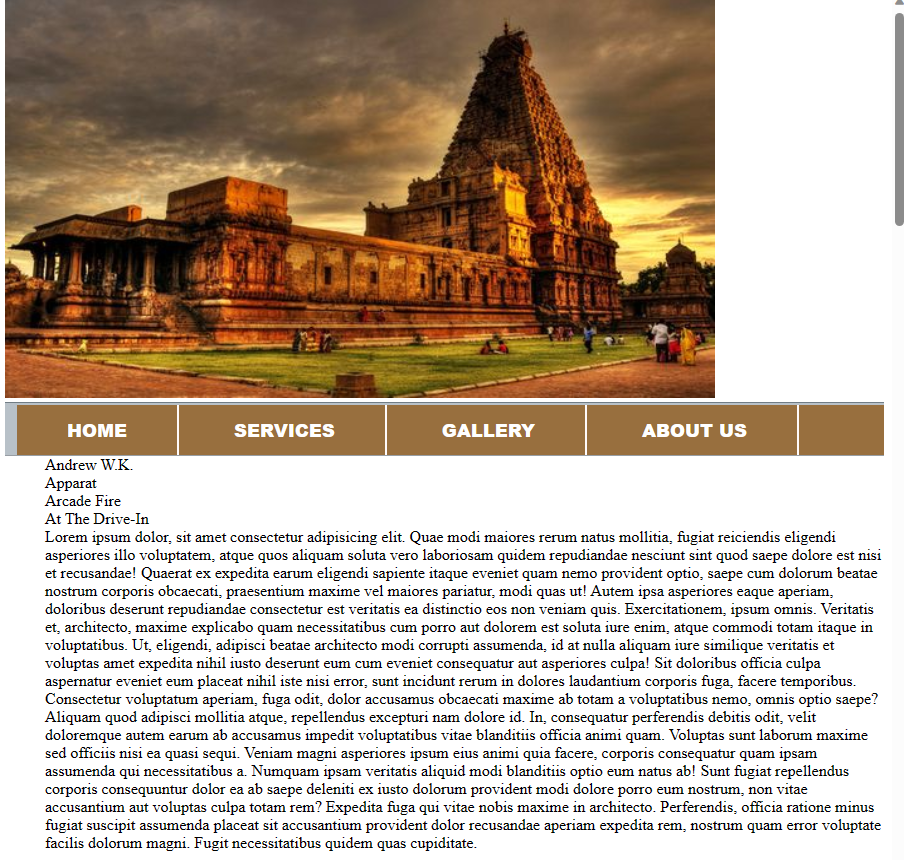 HOME SERVICES GALLERY ABOUT US
Andrew W.K.
Apparat
Arcade Fire
At The Drive-In
Lorem ipsum dolor, sit amet consectetur adipisicing elit. Quae modi maiores rerum natus mollitia, fugiat reiciendis eligendi
asperiores illo voluptatem, atque quos aliquam soluta vero laboriosam quidem repudiandae nesciunt sint quod saepe dolore est nisi
et recusandae! Quaerat ex expedita earum eligendi sapiente itaque eveniet quam nemo provident optio, saepe cum dolorum beatae
nostrum corporis obcaecati, praesentium maxime vel maiores pariatur, modi quas ut! Autem ipsa asperiores eaque aperiam,
doloribus deserunt repudiandae consectetur est veritatis ea distinctio eos non veniam quis. Exercitationem, ipsum omnis. Veritatis
et, architecto, maxime explicabo quam necessitatibus cum porro aut dolorem est soluta iure enim, atque commodi totam itaque in
voluptatibus. Ut, eligendi, adipisci beatae architecto modi corrupti assumenda, id at nulla aliquam iure similique veritatis et
voluptas amet expedita nihil iusto deserunt eum cum eveniet consequatur aut asperiores culpa! Sit doloribus officia culpa
aspernatur eveniet eum placeat nihil iste nisi error, sunt incidunt rerum in dolores laudantium corporis fuga, facere temporibus.
Consectetur voluptatum aperiam, fuga odit, dolor accusamus obcaecati maxime ab totam a voluptatibus nemo, omnis optio saepe?
Aliquam quod adipisci mollitia atque, repellendus excepturi nam dolore id. In, consequatur perferendis debitis odit, velit
doloremque autem earum ab accusamus impedit voluptatibus vitae blanditiis officia animi quam. Voluptas sunt laborum maxime
sed officiis nisi ea quasi sequi. Veniam magni asperiores ipsum eius animi quia facere, corporis consequatur quam ipsam
assumenda qui necessitatibus a. Numquam ipsam veritatis aliquid modi blanditiis optio eum natus ab! Sunt fugiat repellendus
corporis consequuntur dolor ea ab saepe deleniti ex iusto dolorum provident modi dolore porro eum nostrum, non vitae
accusantium aut voluptas culpa totam rem? Expedita fuga qui vitae nobis maxime in architecto. Perferendis, officia ratione minus
fugiat suscipit assumenda placeat sit accusantium provident dolor recusandae aperiam expedita rem, nostrum quam error voluptate
facilis dolorum magni. Fugit necessitatibus quidem quas cupiditate.